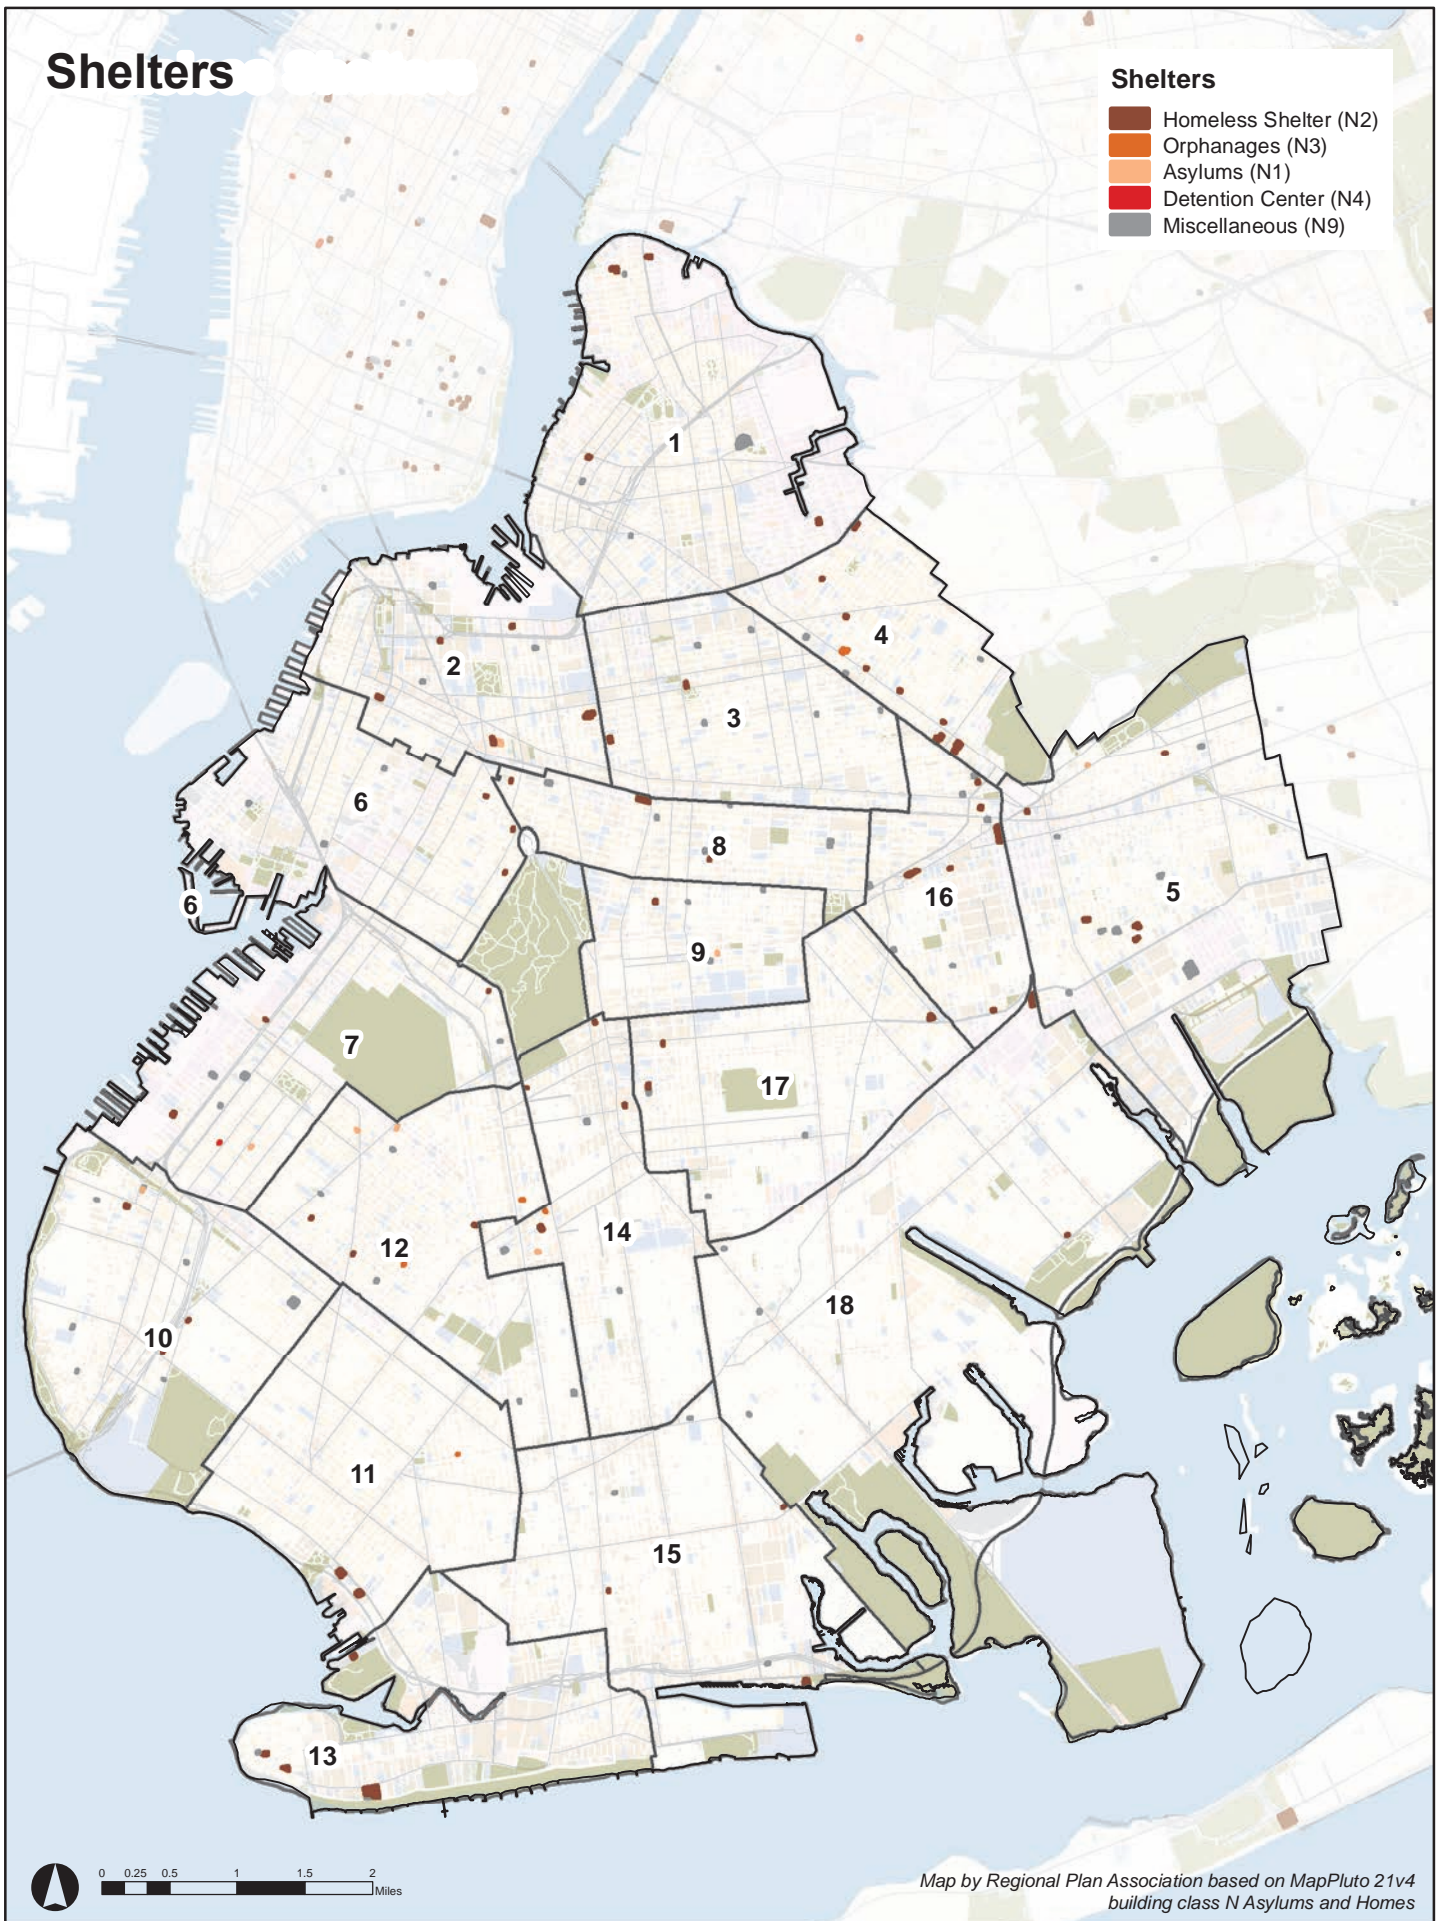 Shelters
Shelters
Homeless Shelter (N2)
Orphanages (N3)
Asylums (N1)
Detention Center (N4)
Miscellaneous (N9)
1
4
2
3
6
8
16
5
6
9
7
17
14
12
18
10
11
15
13
0 0.25 0.5 1 1.5 2
Miles
Map by Regional Plan Association based on MapPluto 21v4
building class N Asylums and Homes